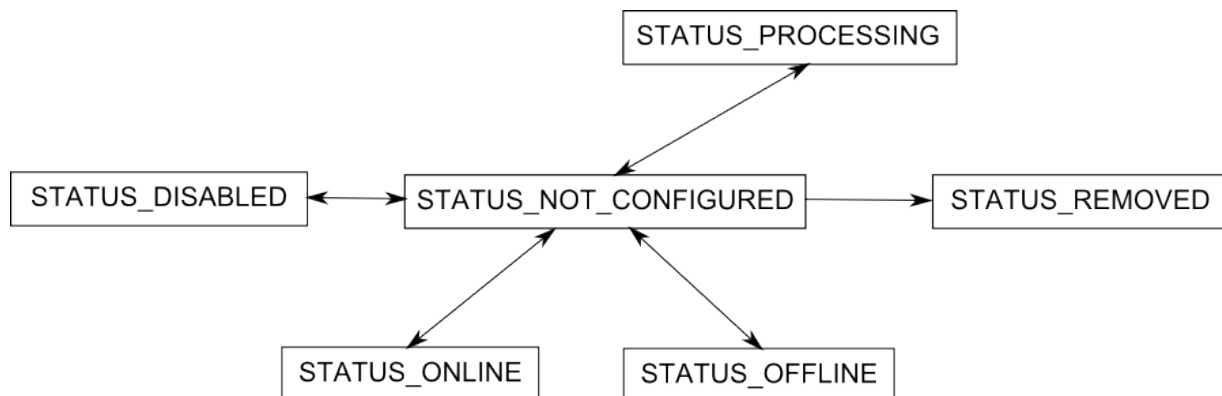 STATUS_PROCESSING
STATUS_DISABLED
STATUS_NOT_CONFIGURED
STATUS_REMOVED
STATUS_ONLINE
STATUS_OFFLINE